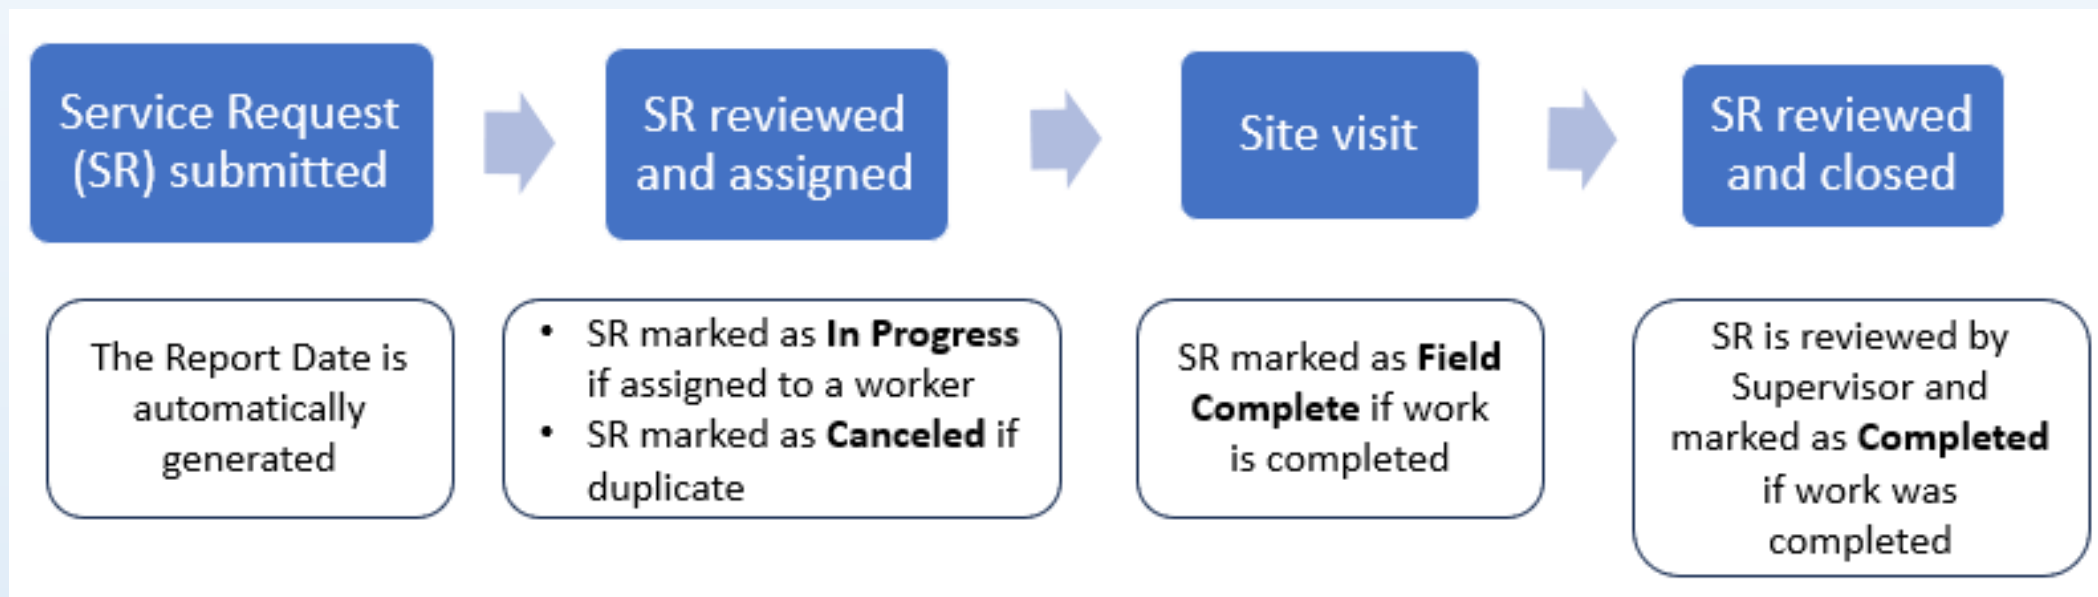 Service Request
(SR) submitted
SR reviewed
and assigned
Site visit
SR reviewed
and closed
The Report Date is
automatically
generated
• SR marked as In Progress
if assigned to a worker
• SR marked as Canceled if
duplicate
SR marked as Field
Complete if work
is completed
SR is reviewed by
Supervisor and
marked as Completed
if work was
completed